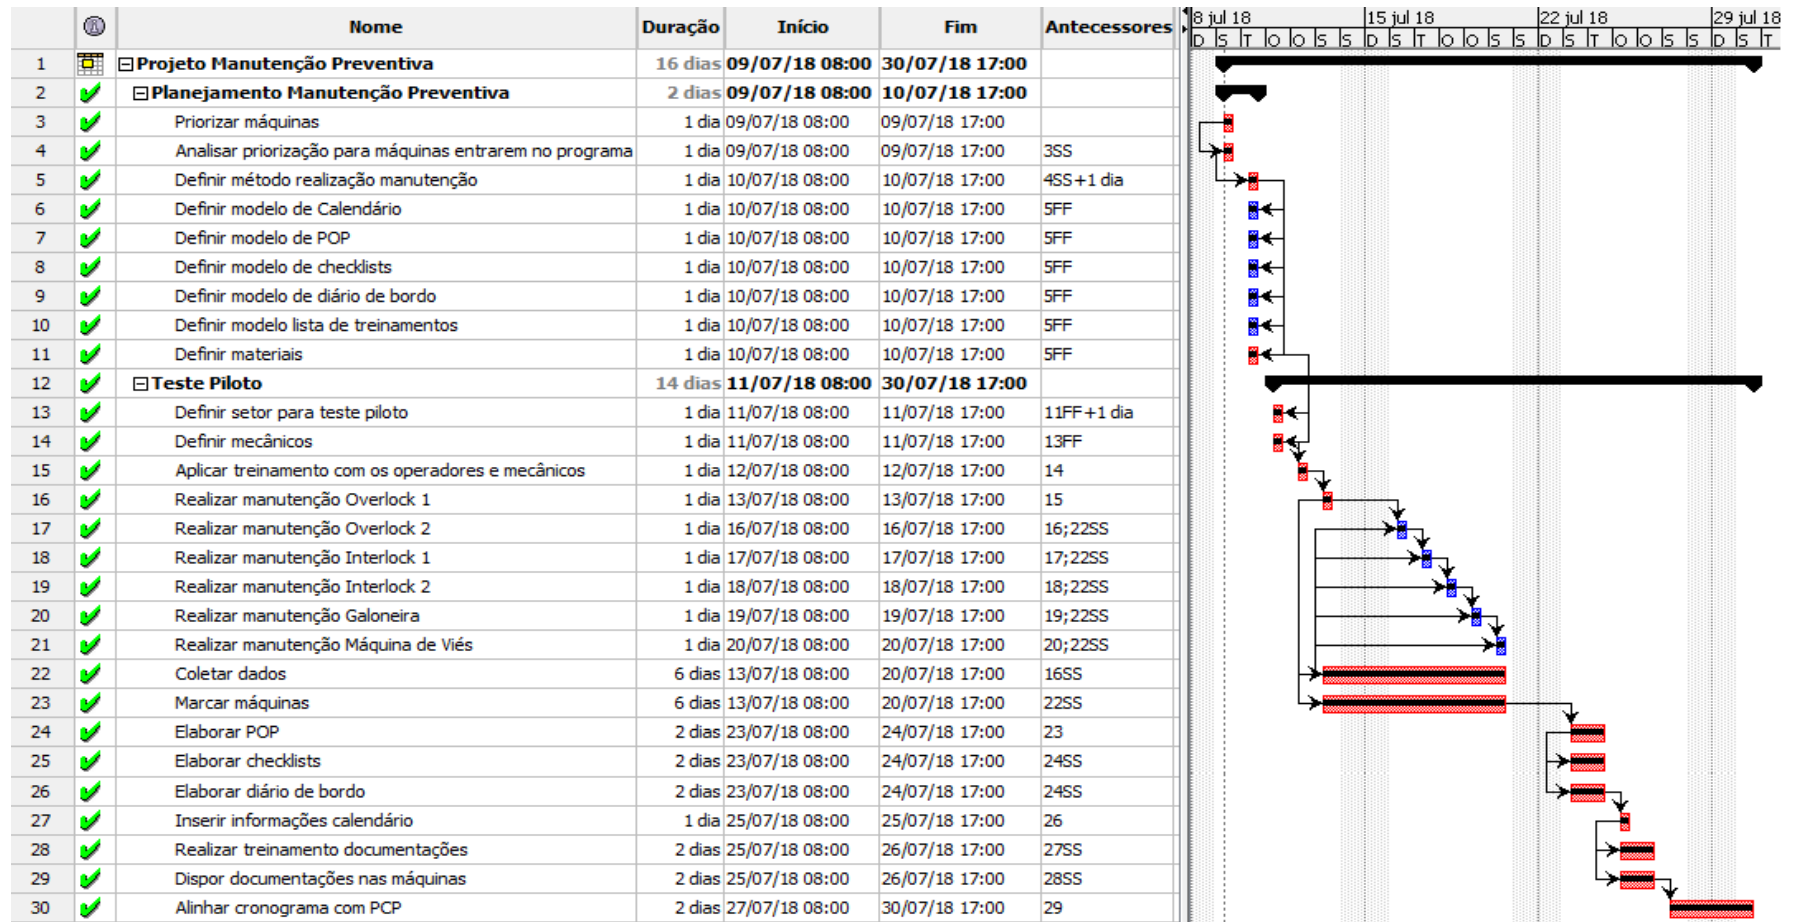 Nome Duração Início Fim Antecessores 8 jul 18 15 jul 18 22 jul 18 29 jul 18
D S T Q Q S S D S T Q Q S S D S T Q Q S S D S T
1 Projeto Manutenção Preventiva 16 dias 09/07/18 08:00 30/07/18 17:00
2 Planejamento Manutenção Preventiva 2 dias 09/07/18 08:00 10/07/18 17:00
3 Priorizar máquinas 1 dia 09/07/18 08:00 09/07/18 17:00
4 Analisar priorização para máquinas entrarem no programa 1 dia 09/07/18 08:00 09/07/18 17:00 3SS
5 Definir método realização manutenção 1 dia 10/07/18 08:00 10/07/18 17:00 4SS+1 dia
6 Definir modelo de Calendário 1 dia 10/07/18 08:00 10/07/18 17:00 5FF
7 Definir modelo de POP 1 dia 10/07/18 08:00 10/07/18 17:00 5FF
8 Definir modelo de checklists 1 dia 10/07/18 08:00 10/07/18 17:00 5FF
9 Definir modelo de diário de bordo 1 dia 10/07/18 08:00 10/07/18 17:00 5FF
10 Definir modelo lista de treinamentos 1 dia 10/07/18 08:00 10/07/18 17:00 5FF
11 Definir materiais 1 dia 10/07/18 08:00 10/07/18 17:00 5FF
12 Teste Piloto 14 dias 11/07/18 08:00 30/07/18 17:00
13 Definir setor para teste piloto 1 dia 11/07/18 08:00 11/07/18 17:00 11FF+1 dia
14 Definir mecânicos 1 dia 11/07/18 08:00 11/07/18 17:00 13FF
15 Aplicar treinamento com os operadores e mecânicos 1 dia 12/07/18 08:00 12/07/18 17:00 14
16 Realizar manutenção Overlock 1 1 dia 13/07/18 08:00 13/07/18 17:00 15
17 Realizar manutenção Overlock 2 1 dia 16/07/18 08:00 16/07/18 17:00 16;22SS
18 Realizar manutenção Interlock 1 1 dia 17/07/18 08:00 17/07/18 17:00 17;22SS
19 Realizar manutenção Interlock 2 1 dia 18/07/18 08:00 18/07/18 17:00 18;22SS
20 Realizar manutenção Galoneira 1 dia 19/07/18 08:00 19/07/18 17:00 19;22SS
21 Realizar manutenção Máquina de Viés 1 dia 20/07/18 08:00 20/07/18 17:00 20;22SS
22 Coletar dados 6 dias 13/07/18 08:00 20/07/18 17:00 16SS
23 Marcar máquinas 6 dias 13/07/18 08:00 20/07/18 17:00 22SS
24 Elaborar POP 2 dias 23/07/18 08:00 24/07/18 17:00 23
25 Elaborar checklists 2 dias 23/07/18 08:00 24/07/18 17:00 24SS
26 Elaborar diário de bordo 2 dias 23/07/18 08:00 24/07/18 17:00 24SS
27 Inserir informações calendário 1 dia 25/07/18 08:00 25/07/18 17:00 26
28 Realizar treinamento documentações 2 dias 25/07/18 08:00 26/07/18 17:00 27SS
29 Dispor documentações nas máquinas 2 dias 25/07/18 08:00 26/07/18 17:00 28SS
30 Alinhar cronograma com PCP 2 dias 27/07/18 08:00 30/07/18 17:00 29